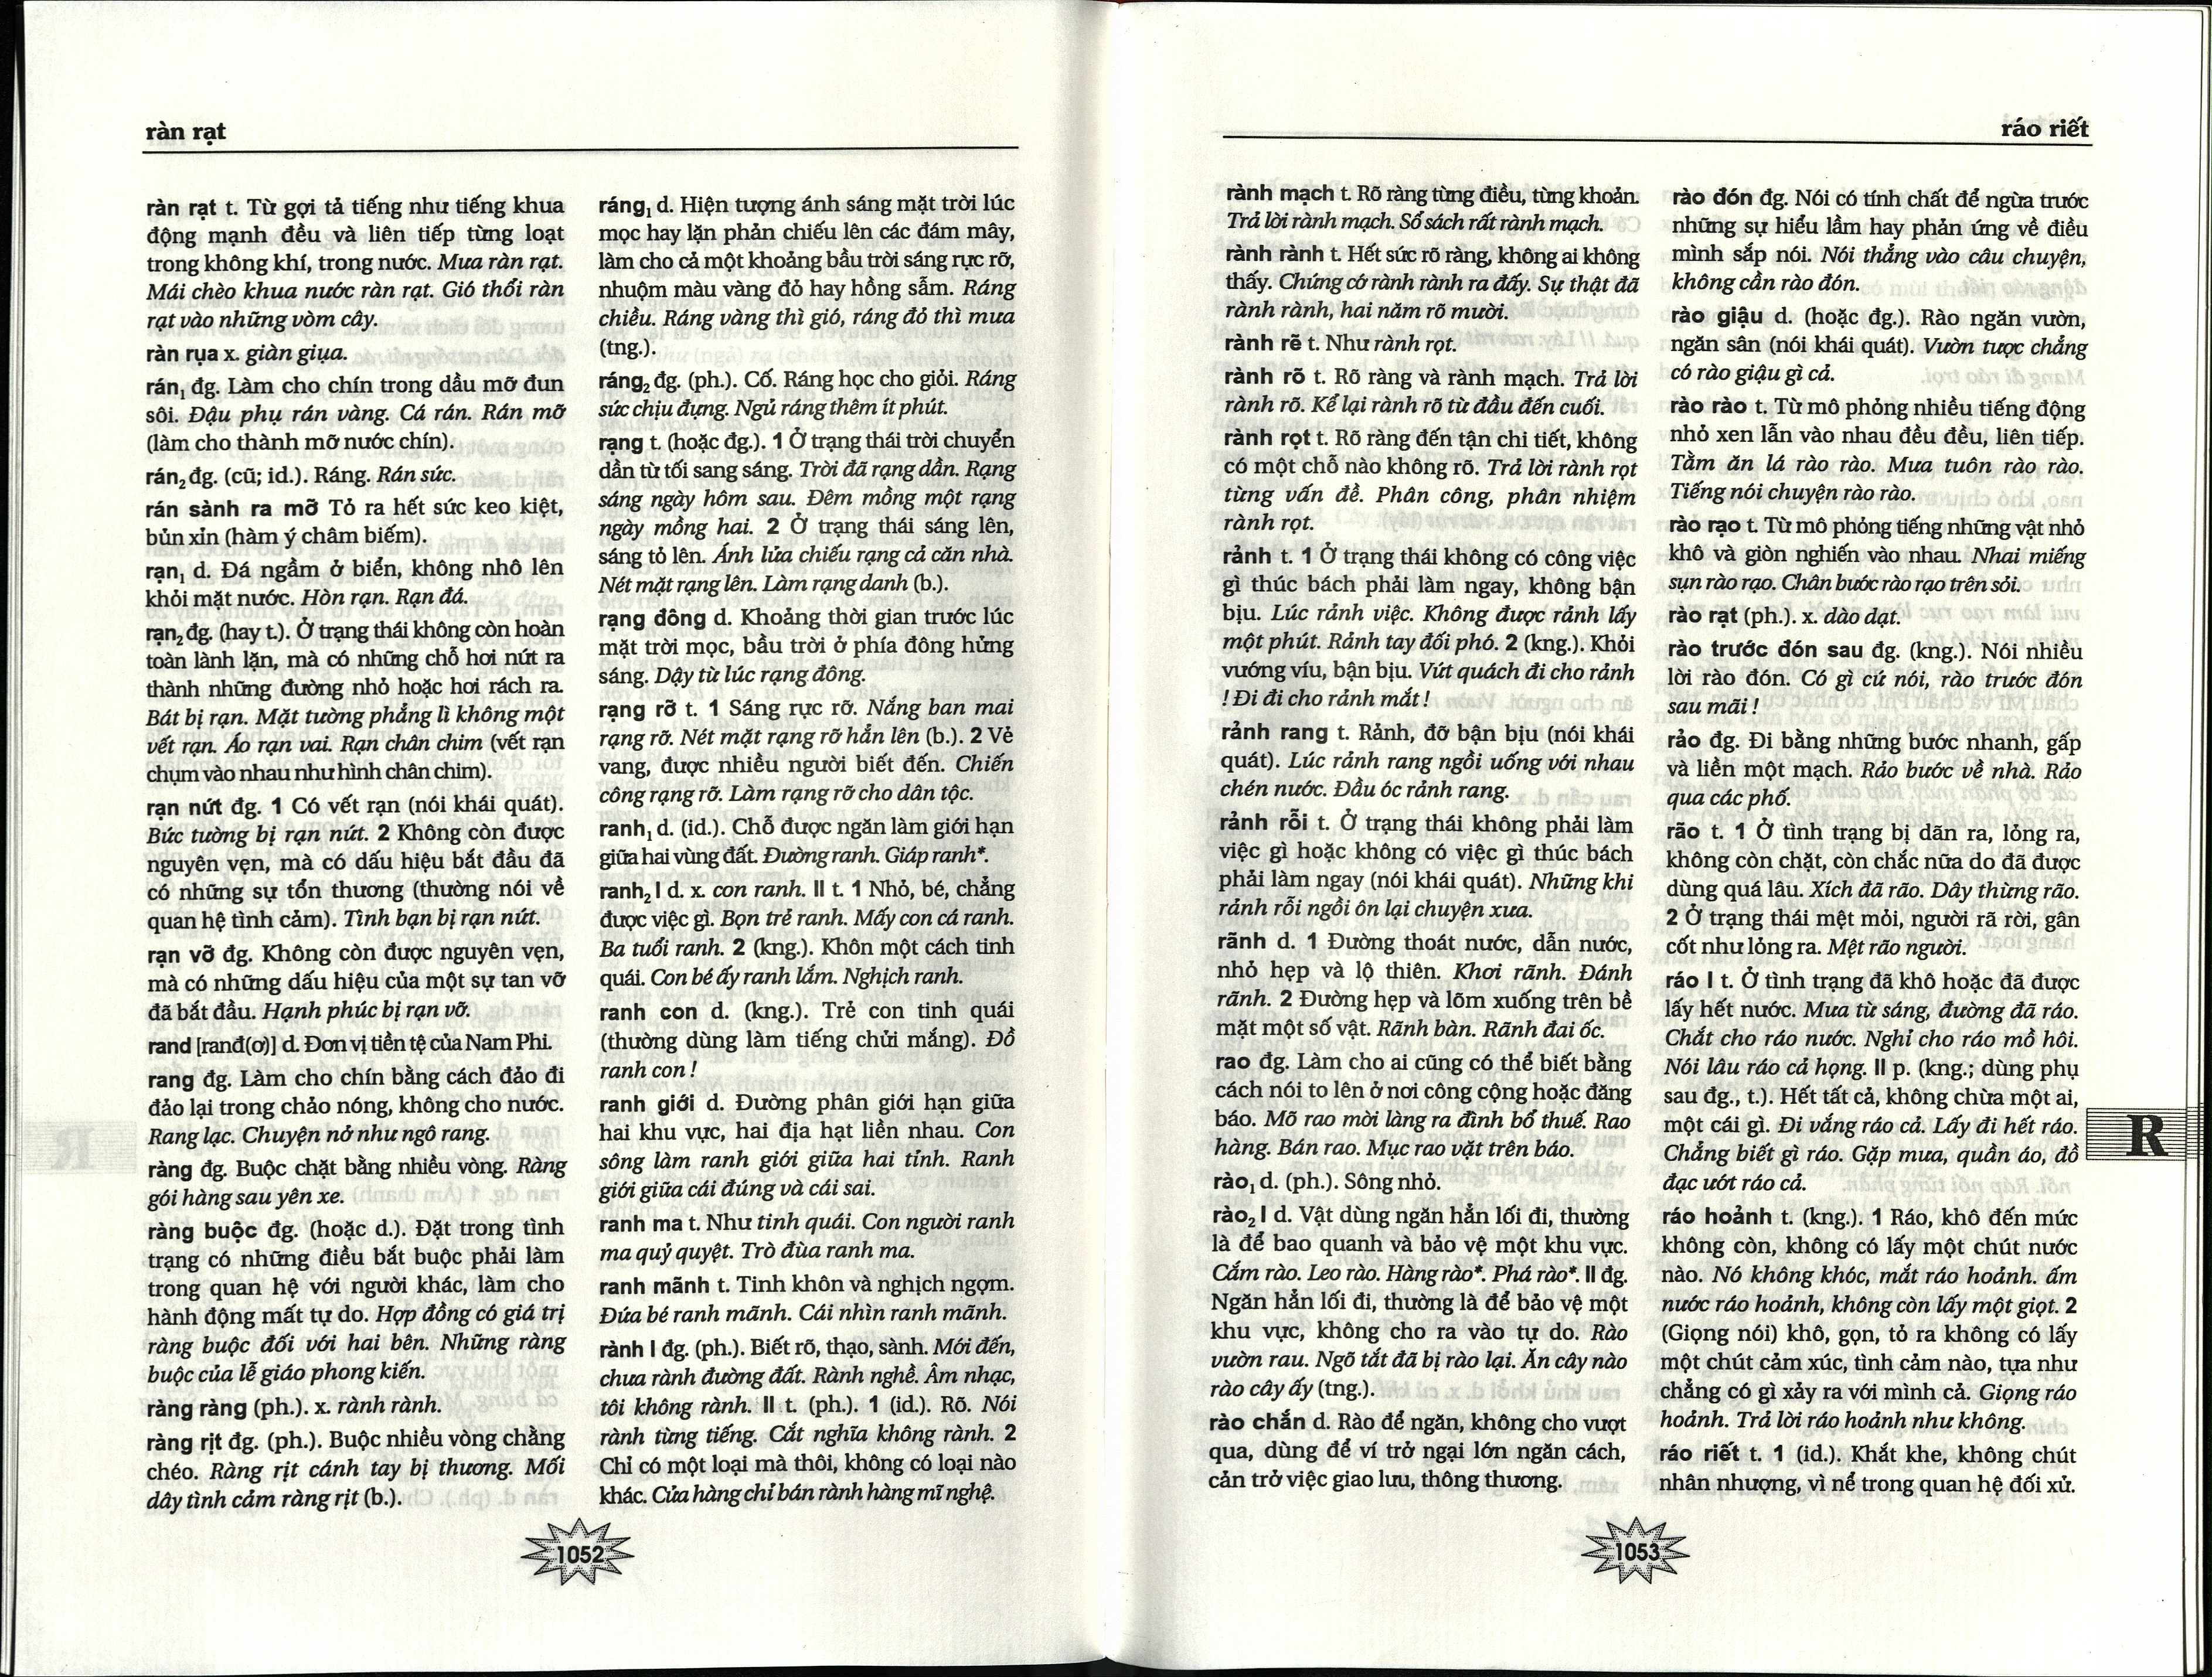 ràn rạt
ràn rạt t. Từ gợi tả tiếng như tiếng khua
động mạnh đều và liên tiếp từng loạt
trong không khí, trong nước. Mưa ràn rạt.
Mái chèo khua nước ràn rạt. Gió thổi ràn
rạt vào những vòm cây.
ràn rụa x. giàn giụa.
rán₁ đg. Làm cho chín trong dầu mỡ đun
sôi. Đậu phụ rán vàng. Cá rán. Rán mỡ
(làm cho thành mỡ nước chín).
rán₂ đg. (cũ; id.). Ráng. Rán sức.
rán sành ra mỡ Tỏ ra hết sức keo kiệt,
bủn xỉn (hàm ý châm biếm).
rạn₁ d. Đá ngầm ở biển, không nhô lên
khỏi mặt nước. Hòn rạn. Rạn đá.
rạn₂ đg. (hay t.). Ở trạng thái không còn hoàn
toàn lành lặn, mà có những chỗ hơi nứt ra
thành những đường nhỏ hoặc hơi rách ra.
Bát bị rạn. Mặt tường phẳng lì không một
vết rạn. Áo rạn vai. Rạn chân chim (vết rạn
chụm vào nhau như hình chân chim).
rạn nứt đg. 1 Có vết rạn (nói khái quát).
Bức tường bị rạn nứt. 2 Không còn được
nguyên vẹn, mà có dấu hiệu bắt đầu đã
có những sự tổn thương (thường nói về
quan hệ tình cảm). Tình bạn bị rạn nứt.
rạn vỡ đg. Không còn được nguyên vẹn,
mà có những dấu hiệu của một sự tan vỡ
đã bắt đầu. Hạnh phúc bị rạn vỡ.
rand [ranđ(ơ)] d. Đơn vị tiền tệ của Nam Phi.
rang đg. Làm cho chín bằng cách đảo đi
đảo lại trong chảo nóng, không cho nước.
Rang lạc. Chuyện nở như ngô rang.
ràng đg. Buộc chặt bằng nhiều vòng. Ràng
gói hàng sau yên xe.
ràng buộc đg. (hoặc d.). Đặt trong tình
trạng có những điều bắt buộc phải làm
trong quan hệ với người khác, làm cho
hành động mất tự do. Hợp đồng có giá trị
ràng buộc đối với hai bên. Những ràng
buộc của lễ giáo phong kiến.
ràng ràng (ph.). x. rành rành.
ràng rịt đg. (ph.). Buộc nhiều vòng chằng
chéo. Ràng rịt cánh tay bị thương. Mối
dây tình cảm ràng rịt (b.).
ráng₁ d. Hiện tượng ánh sáng mặt trời lúc
mọc hay lặn phản chiếu lên các đám mây,
làm cho cả một khoảng bầu trời sáng rực rỡ,
nhuộm màu vàng đỏ hay hồng sẫm. Ráng
chiều. Ráng vàng thì gió, ráng đỏ thì mưa
(tng.).
ráng₂ đg. (ph.). Cố. Ráng học cho giỏi. Ráng
sức chịu đựng. Ngủ ráng thêm ít phút.
rạng t. (hoặc đg.). 1 Ở trạng thái trời chuyển
dần từ tối sang sáng. Trời đã rạng dần. Rạng
sáng ngày hôm sau. Đêm mồng một rạng
ngày mồng hai. 2 Ở trạng thái sáng lên,
sáng tỏ lên. Ánh lửa chiếu rạng cả căn nhà.
Nét mặt rạng lên. Làm rạng danh (b.).
rạng đông d. Khoảng thời gian trước lúc
mặt trời mọc, bầu trời ở phía đông hửng
sáng. Dậy từ lúc rạng đông.
rạng rỡ t. 1 Sáng rực rỡ. Nắng ban mai
rạng rỡ. Nét mặt rạng rỡ hẳn lên (b.). 2 Vẻ
vang, được nhiều người biết đến. Chiến
công rạng rỡ. Làm rạng rỡ cho dân tộc.
ranh₁ d. (id.). Chỗ được ngăn làm giới hạn
giữa hai vùng đất. Đường ranh. Giáp ranh*.
ranh₂ I d. x. con ranh. II t. 1 Nhỏ, bé, chẳng
được việc gì. Bọn trẻ ranh. Mấy con cá ranh.
Ba tuổi ranh. 2 (kng.). Khôn một cách tinh
quái. Con bé ấy ranh lắm. Nghịch ranh.
ranh con d. (kng.). Trẻ con tinh quái
(thường dùng làm tiếng chửi mắng). Đồ
ranh con !
ranh giới d. Đường phân giới hạn giữa
hai khu vực, hai địa hạt liền nhau. Con
sông làm ranh giới giữa hai tỉnh. Ranh
giới giữa cái đúng và cái sai.
ranh ma t. Như tinh quái. Con người ranh
ma quỷ quyệt. Trò đùa ranh ma.
ranh mãnh t. Tinh khôn và nghịch ngợm.
Đứa bé ranh mãnh. Cái nhìn ranh mãnh.
rành I đg. (ph.). Biết rõ, thạo, sành. Mới đến,
chưa rành đường đất. Rành nghề. Âm nhạc,
tôi không rành. II t. (ph.). 1 (id.). Rõ. Nói
rành từng tiếng. Cắt nghĩa không rành. 2
Chỉ có một loại mà thôi, không có loại nào
khác. Cửa hàng chỉ bán rành hàng mĩ nghệ.
1052
ráo riết
rành mạch t. Rõ ràng từng điều, từng khoản.
Trả lời rành mạch. Sổ sách rất rành mạch.
rành rành t. Hết sức rõ ràng, không ai không
thấy. Chứng cớ rành rành ra đấy. Sự thật đã
rành rành, hai năm rõ mười.
rành rẽ t. Như rành rọt.
rành rõ t. Rõ ràng và rành mạch. Trả lời
rành rõ. Kể lại rành rõ từ đầu đến cuối.
rành rọt t. Rõ ràng đến tận chi tiết, không
có một chỗ nào không rõ. Trả lời rành rọt
từng vấn đề. Phân công, phân nhiệm
rành rọt.
rảnh t. 1 Ở trạng thái không có công việc
gì thúc bách phải làm ngay, không bận
bịu. Lúc rảnh việc. Không được rảnh lấy
một phút. Rảnh tay đối phó. 2 (kng.). Khỏi
vướng víu, bận bịu. Vứt quách đi cho rảnh
! Đi đi cho rảnh mắt !
rảnh rang t. Rảnh, đỡ bận bịu (nói khái
quát). Lúc rảnh rang ngồi uống với nhau
chén nước. Đầu óc rảnh rang.
rảnh rỗi t. Ở trạng thái không phải làm
việc gì hoặc không có việc gì thúc bách
phải làm ngay (nói khái quát). Những khi
rảnh rỗi ngồi ôn lại chuyện xưa.
rãnh d. 1 Đường thoát nước, dẫn nước,
nhỏ hẹp và lộ thiên. Khơi rãnh. Đánh
rãnh. 2 Đường hẹp và lõm xuống trên bề
mặt một số vật. Rãnh bàn. Rãnh đai ốc.
rao đg. Làm cho ai cũng có thể biết bằng
cách nói to lên ở nơi công cộng hoặc đăng
báo. Mõ rao mời làng ra đình bổ thuế. Rao
hàng. Bán rao. Mục rao vặt trên báo.
rào₁ d. (ph.). Sông nhỏ.
rào₂ I d. Vật dùng ngăn hẳn lối đi, thường
là để bao quanh và bảo vệ một khu vực.
Cắm rào. Leo rào. Hàng rào*. Phá rào*. II đg.
Ngăn hẳn lối đi, thường là để bảo vệ một
khu vực, không cho ra vào tự do. Rào
vườn rau. Ngõ tắt đã bị rào lại. Ăn cây nào
rào cây ấy (tng.).
rào chắn d. Rào để ngăn, không cho vượt
qua, dùng để ví trở ngại lớn ngăn cách,
cản trở việc giao lưu, thông thương.
rào đón đg. Nói có tính chất để ngừa trước
những sự hiểu lầm hay phản ứng về điều
mình sắp nói. Nói thẳng vào câu chuyện,
không cần rào đón.
rào giậu d. (hoặc đg.). Rào ngăn vườn,
ngăn sân (nói khái quát). Vườn tược chẳng
có rào giậu gì cả.
rào rào t. Từ mô phỏng nhiều tiếng động
nhỏ xen lẫn vào nhau đều đều, liên tiếp.
Tằm ăn lá rào rào. Mưa tuôn rào rào.
Tiếng nói chuyện rào rào.
rào rạo t. Từ mô phỏng tiếng những vật nhỏ
khô và giòn nghiến vào nhau. Nhai miếng
sụn rào rạo. Chân bước rào rạo trên sỏi.
rào rạt (ph.). x. dào dạt.
rào trước đón sau đg. (kng.). Nói nhiều
lời rào đón. Có gì cứ nói, rào trước đón
sau mãi !
rảo đg. Đi bằng những bước nhanh, gấp
và liền một mạch. Rảo bước về nhà. Rảo
qua các phố.
rão t. 1 Ở tình trạng bị dãn ra, lỏng ra,
không còn chặt, còn chắc nữa do đã được
dùng quá lâu. Xích đã rão. Dây thừng rão.
2 Ở trạng thái mệt mỏi, người rã rời, gân
cốt như lỏng ra. Mệt rão người.
ráo I t. Ở tình trạng đã khô hoặc đã được
lấy hết nước. Mưa từ sáng, đường đã ráo.
Chắt cho ráo nước. Nghỉ cho ráo mồ hôi.
Nói lâu ráo cả họng. II p. (kng.; dùng phụ
sau đg., t.). Hết tất cả, không chừa một ai,
một cái gì. Đi vắng ráo cả. Lấy đi hết ráo.
Chẳng biết gì ráo. Gặp mưa, quần áo, đồ
đạc ướt ráo cả.
ráo hoảnh t. (kng.). 1 Ráo, khô đến mức
không còn, không có lấy một chút nước
nào. Nó không khóc, mắt ráo hoảnh. ấm
nước ráo hoảnh, không còn lấy một giọt. 2
(Giọng nói) khô, gọn, tỏ ra không có lấy
một chút cảm xúc, tình cảm nào, tựa như
chẳng có gì xảy ra với mình cả. Giọng ráo
hoảnh. Trả lời ráo hoảnh như không.
ráo riết t. 1 (id.). Khắt khe, không chút
nhân nhượng, vì nể trong quan hệ đối xử.
R
1053